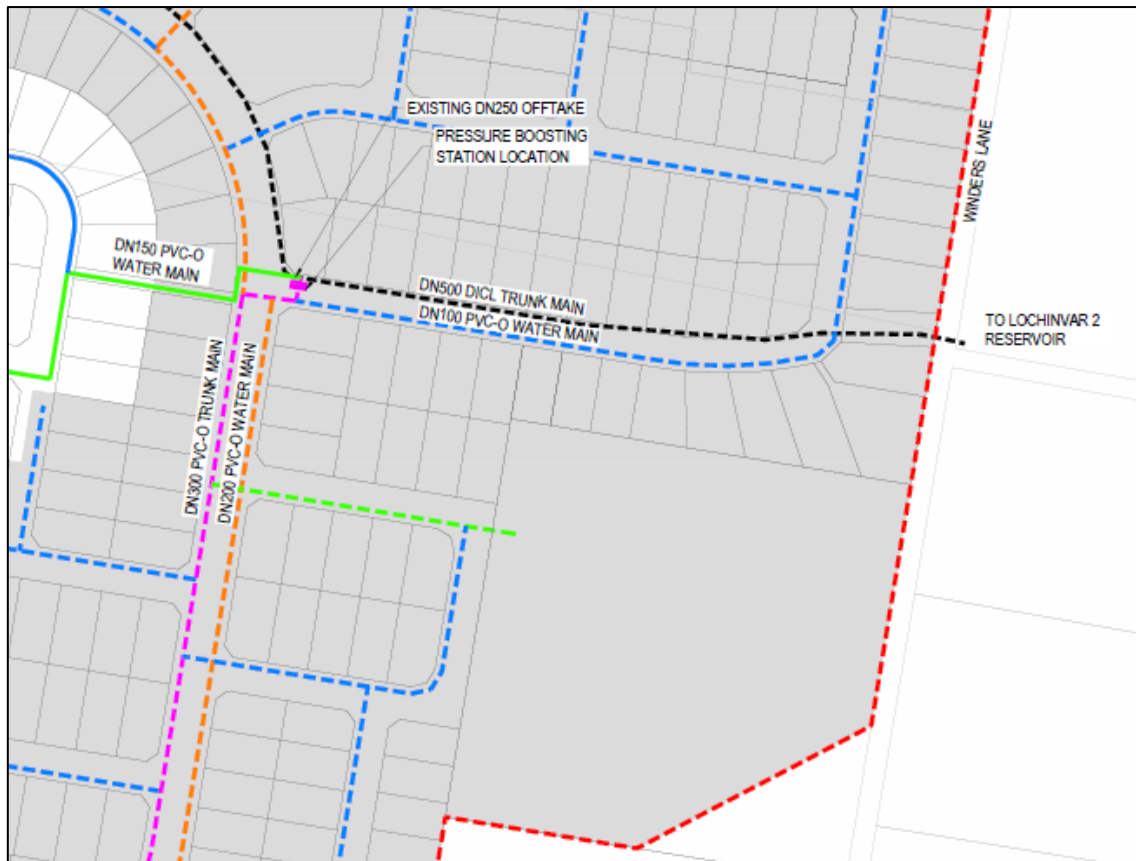 EXISTING DN250 OFFTAKE
PRESSURE BOOSTING
STATION LOCATION
WINDERS LANE
DN150 PVC-O
WATER MAIN
DN500 DICL TRUNK MAIN
DN100 PVC-O WATER MAIN
TO LOCHINVAR 2
RESERVOIR
DN300 PVC-O TRUNK MAIN
DN200 PVC-O WATER MAIN